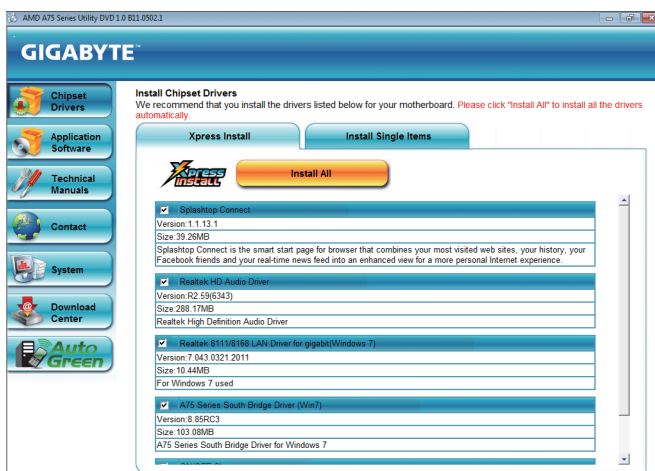 AMD A75 Series Utility DVD 1.0 B11.0502.1
GIGABYTE™
Chipset
Drivers
Application
Software
Technical
Manuals
Contact
System
Download
Center
Auto
Green
Install Chipset Drivers
We recommend that you install the drivers listed below for your motherboard. Please click "Install All" to install all the drivers
automatically.
Xpress Install
Install Single Items
Xpress
Install
Install All
Splashtop Connect
Version:1.1.13.1
Size:39.26MB
Splashtop Connect is the smart start page for browser that combines your most visited web sites, your history, your
Facebook friends and your real-time news feed into an enhanced view for a more personal Internet experience.
Realtek HD Audio Driver
Version:R2.59(6343)
Size:288.17MB
Realtek High Definition Audio Driver
Realtek 8111/8168 LAN Driver for gigabit(Windows 7)
Version:7.043.0321.2011
Size:10.44MB
For Windows 7 used
A75 Series South Bridge Driver (Win7)
Version:8.85RC3
Size:103.08MB
A75 Series South Bridge Driver for Windows 7